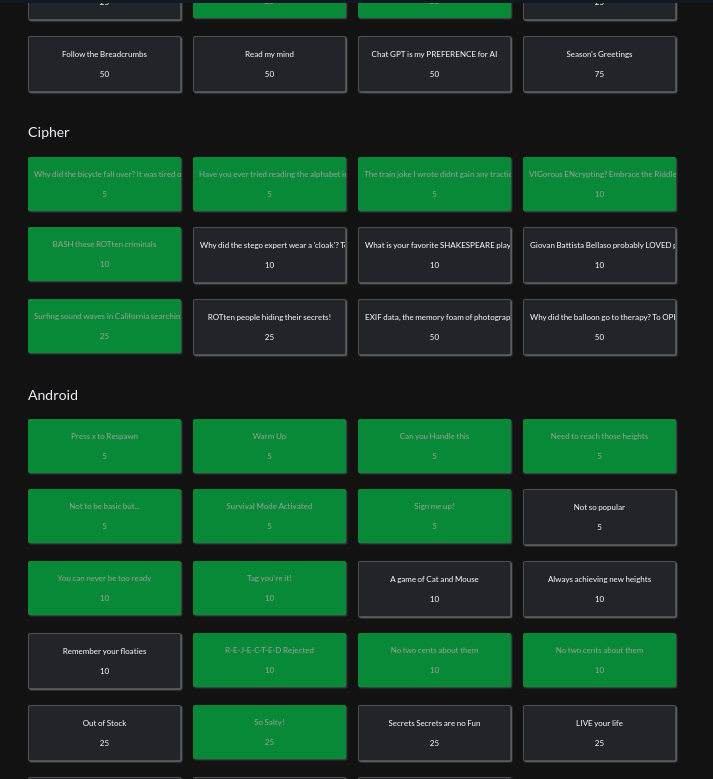 25
25
Follow the Breadcrumbs
50
Read my mind
50
Chat GPT is my PREFERENCE for AI
50
Season's Greetings
75
Cipher
Why did the bicycle fall over? It was tired o
5
Have you ever tried reading the alphabet i
5
The train joke I wrote didnt gain any tractic
5
VIGorous ENcrypting? Embrace the Riddle
10
BASH these ROTten criminals
10
Why did the stego expert wear a 'cloak'? T
10
What is your favorite SHAKESPEARE play
10
Giovan Battista Bellaso probably LOVED p
10
Surfing sound waves in California searchin
25
ROTten people hiding their secrets!
25
EXIF data, the memory foam of photograp
50
Why did the balloon go to therapy? To OPI
50
Android
Press x to Respawn
5
Warm Up
5
Can you Handle this
5
Need to reach those heights
5
Not to be basic but...
5
Survival Mode Activated
5
Sign me up!
5
Not so popular
5
You can never be too ready
10
Tag you're it!
10
A game of Cat and Mouse
10
Always achieving new heights
10
Remember your floaties
10
R-E-J-E-C-T-E-D Rejected
10
No two cents about them
10
No two cents about them
10
Out of Stock
25
So Salty!
25
Secrets Secrets are no Fun
25
LIVE your life
25